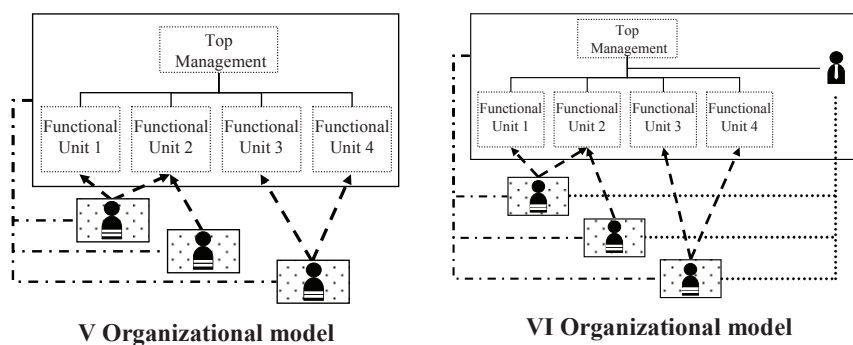 Top
Management
Functional
Unit 1
Functional
Unit 2
Functional
Unit 3
Functional
Unit 4
V Organizational model
Top
Management
Functional
Unit 1
Functional
Unit 2
Functional
Unit 3
Functional
Unit 4
VI Organizational model